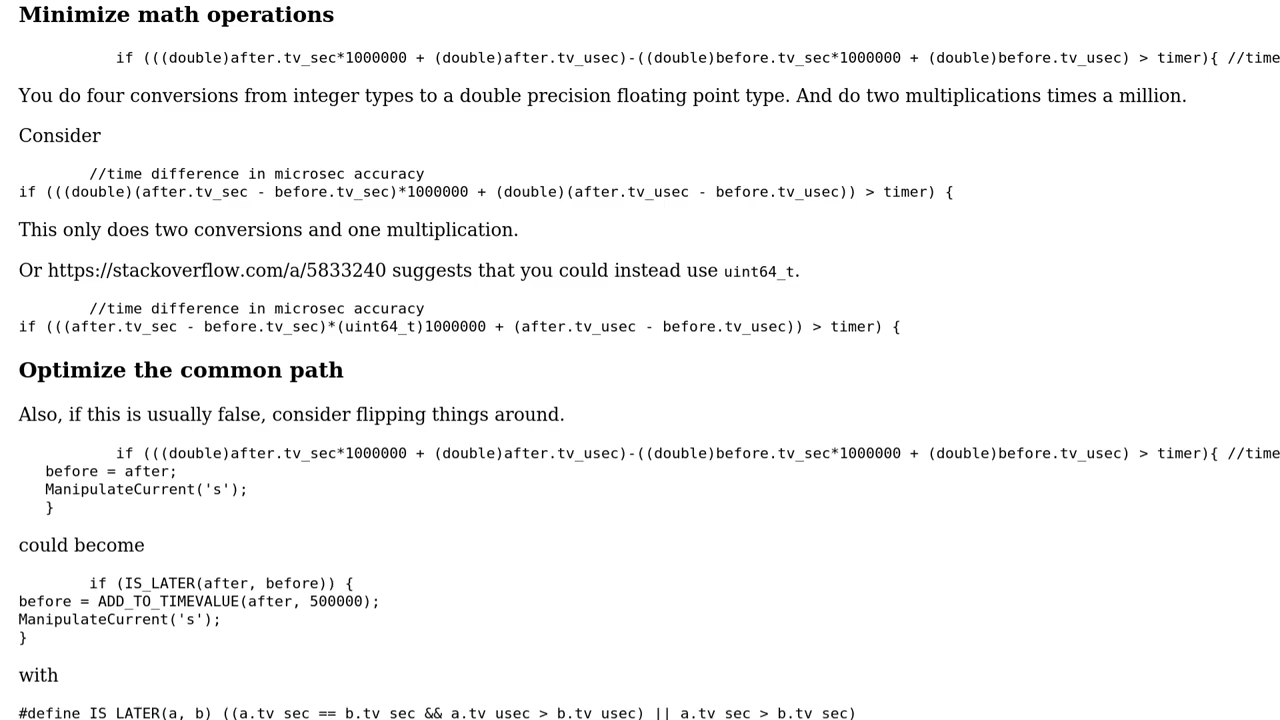 Minimize math operations
if (((double)after.tv_sec*1000000 + (double)after.tv_usec)-((double)before.tv_sec*1000000 + (double)before.tv_usec) > timer){ //time
You do four conversions from integer types to a double precision floating point type. And do two multiplications times a million.
Consider
//time difference in microsec accuracy
if (((double)(after.tv_sec - before.tv_sec)*1000000 + (double)(after.tv_usec - before.tv_usec)) > timer) {
This only does two conversions and one multiplication.
Or https://stackoverflow.com/a/5833240 suggests that you could instead use uint64_t.
//time difference in microsec accuracy
if (((after.tv_sec - before.tv_sec)*(uint64_t)1000000 + (after.tv_usec - before.tv_usec)) > timer) {
Optimize the common path
Also, if this is usually false, consider flipping things around.
if (((double)after.tv_sec*1000000 + (double)after.tv_usec)-((double)before.tv_sec*1000000 + (double)before.tv_usec) > timer){ //time
before = after;
ManipulateCurrent('s');
}
could become
if (IS_LATER(after, before)) {
before = ADD_TO_TIMEVALUE(after, 500000);
ManipulateCurrent('s');
}
with
#define IS_LATER(a, b) ((a.tv_sec == b.tv_sec && a.tv_usec > b.tv_usec) || a.tv_sec > b.tv_sec)